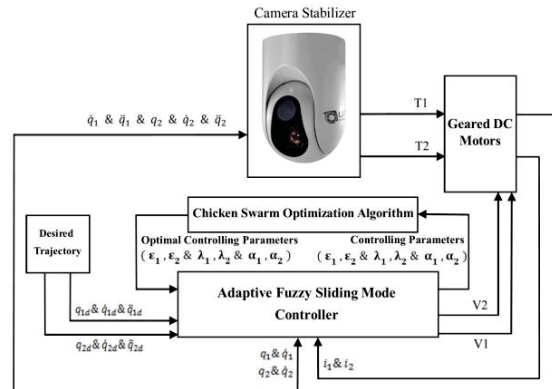 Camera Stabilizer
q̇₁ & q̈₁ & q₂ & q̇₂ & q̈₂
T1
T2
Geared DC
Motors
Chicken Swarm Optimization Algorithm
Desired
Trajectory
Optimal Controlling Parameters
( ε₁ , ε₂ & λ₁ , λ₂ & α₁ , α₂ )
Controlling Parameters
( ε₁ , ε₂ & λ₁ , λ₂ & α₁ , α₂ )
Adaptive Fuzzy Sliding Mode
Controller
q₁d & q̇₁d & q̈₁d
q₂d & q̇₂d & q̈₂d
V2
V1
q₁ & q̇₁
q₂ & q̇₂
i₁ & i₂